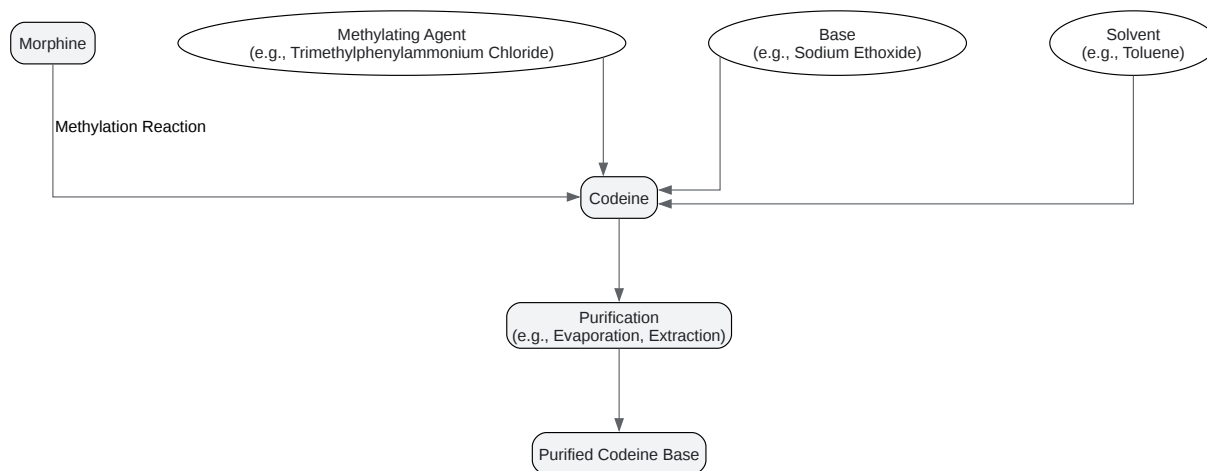 Morphine
Methylating Agent
(e.g., Trimethylphenylammonium Chloride)
Base
(e.g., Sodium Ethoxide)
Solvent
(e.g., Toluene)
Methylation Reaction
Codeine
Purification
(e.g., Evaporation, Extraction)
Purified Codeine Base